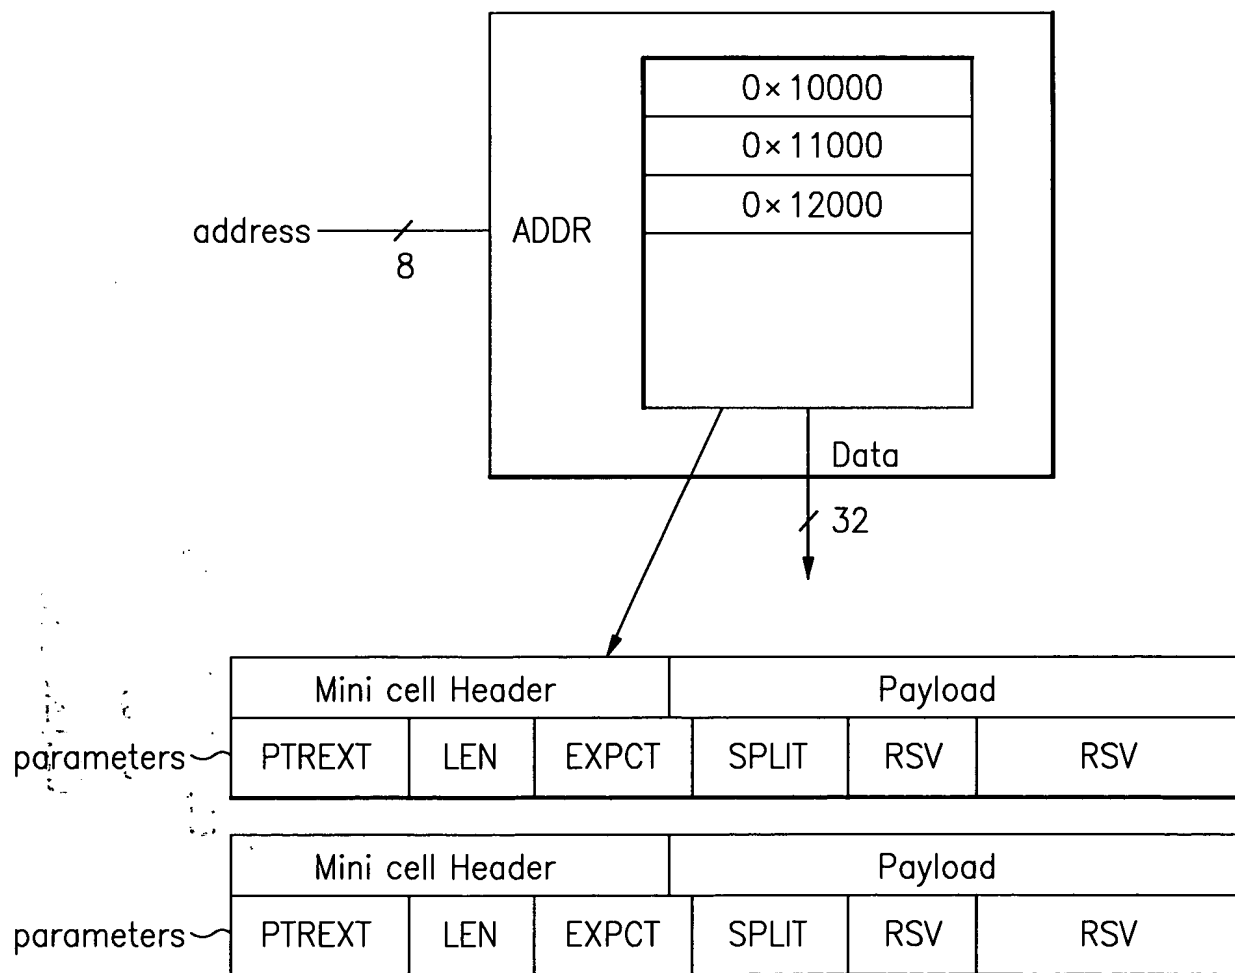 0×10000
0×11000
0×12000
address
8
ADDR
Data
32
Mini cell Header Payload
parameters PTREXT LEN EXPCT SPLIT RSV RSV
Mini cell Header Payload
parameters PTREXT LEN EXPCT SPLIT RSV RSV